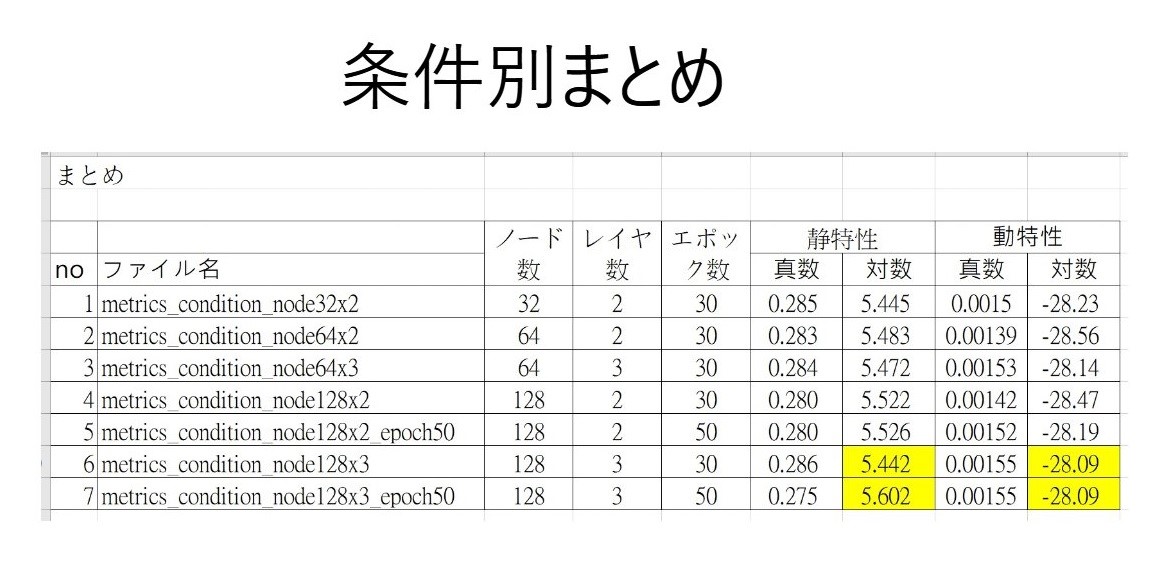 条件別まとめ
まとめ
ノード レイヤ エポッ 静特性 動特性
no ファイル名 数 数 ク数 真数 対数 真数 対数
1 metrics_condition_node32x2 32 2 30 0.285 5.445 0.0015 -28.23
2 metrics_condition_node64x2 64 2 30 0.283 5.483 0.00139 -28.56
3 metrics_condition_node64x3 64 3 30 0.284 5.472 0.00153 -28.14
4 metrics_condition_node128x2 128 2 30 0.280 5.522 0.00142 -28.47
5 metrics_condition_node128x2_epoch50 128 2 50 0.280 5.526 0.00152 -28.19
6 metrics_condition_node128x3 128 3 30 0.286 5.442 0.00155 -28.09
7 metrics_condition_node128x3_epoch50 128 3 50 0.275 5.602 0.00155 -28.09